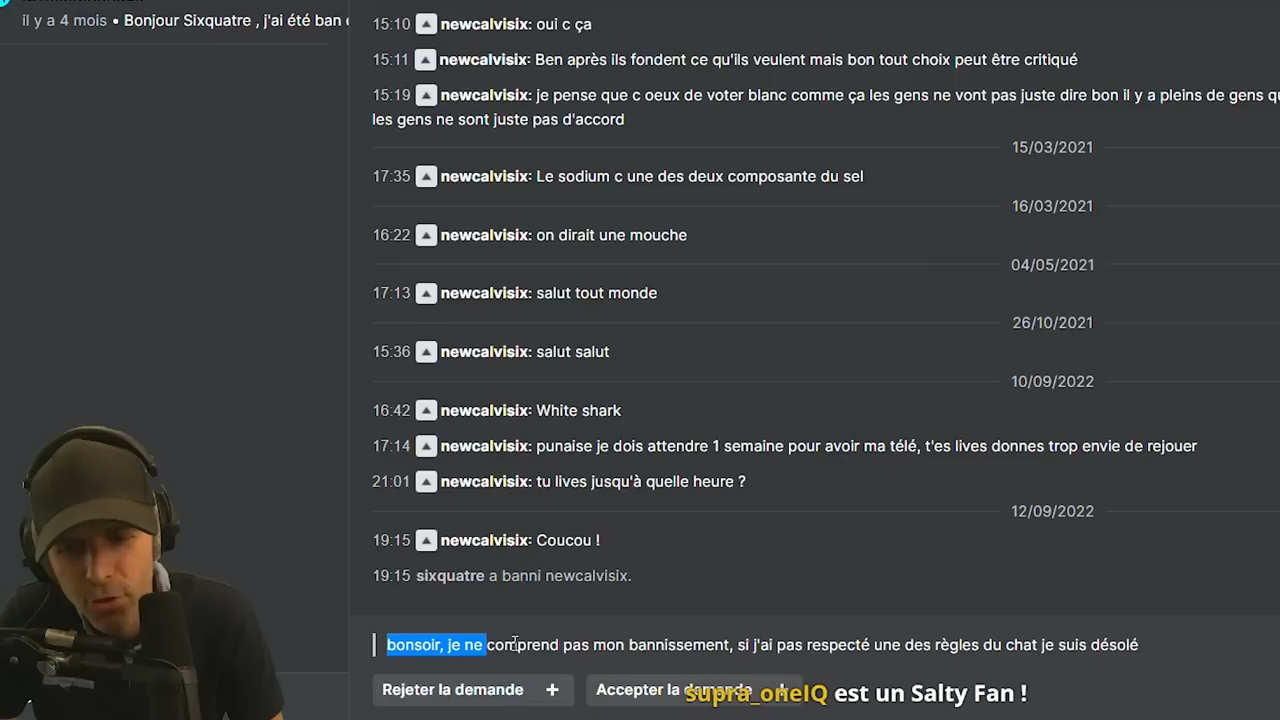 il y a 4 mois • Bonjour Sixquatre , j'ai été ban
15:10 newcalvisix: oui c ça
15:11 newcalvisix: Ben après ils fondent ce qu'ils veulent mais bon tout choix peut être critiqué
15:19 newcalvisix: je pense que c oeux de voter blanc comme ça les gens ne vont pas juste dire bon il y a pleins de gens
les gens ne sont juste pas d'accord
15/03/2021
17:35 newcalvisix: Le sodium c une des deux composante du sel
16/03/2021
16:22 newcalvisix: on dirait une mouche
04/05/2021
17:13 newcalvisix: salut tout monde
26/10/2021
15:36 newcalvisix: salut salut
10/09/2022
16:42 newcalvisix: White shark
17:14 newcalvisix: punaise je dois attendre 1 semaine pour avoir ma télé, t'es lives donnes trop envie de rejouer
21:01 newcalvisix: tu lives jusqu'à quelle heure ?
12/09/2022
19:15 newcalvisix: Coucou !
19:15 sixquatre a banni newcalvisix.
bonsoir, je ne comprend pas mon bannissement, si j'ai pas respecté une des règles du chat je suis désolé
Rejeter la demande + Accepter la demande +
supra_oneIQ est un Salty Fan !